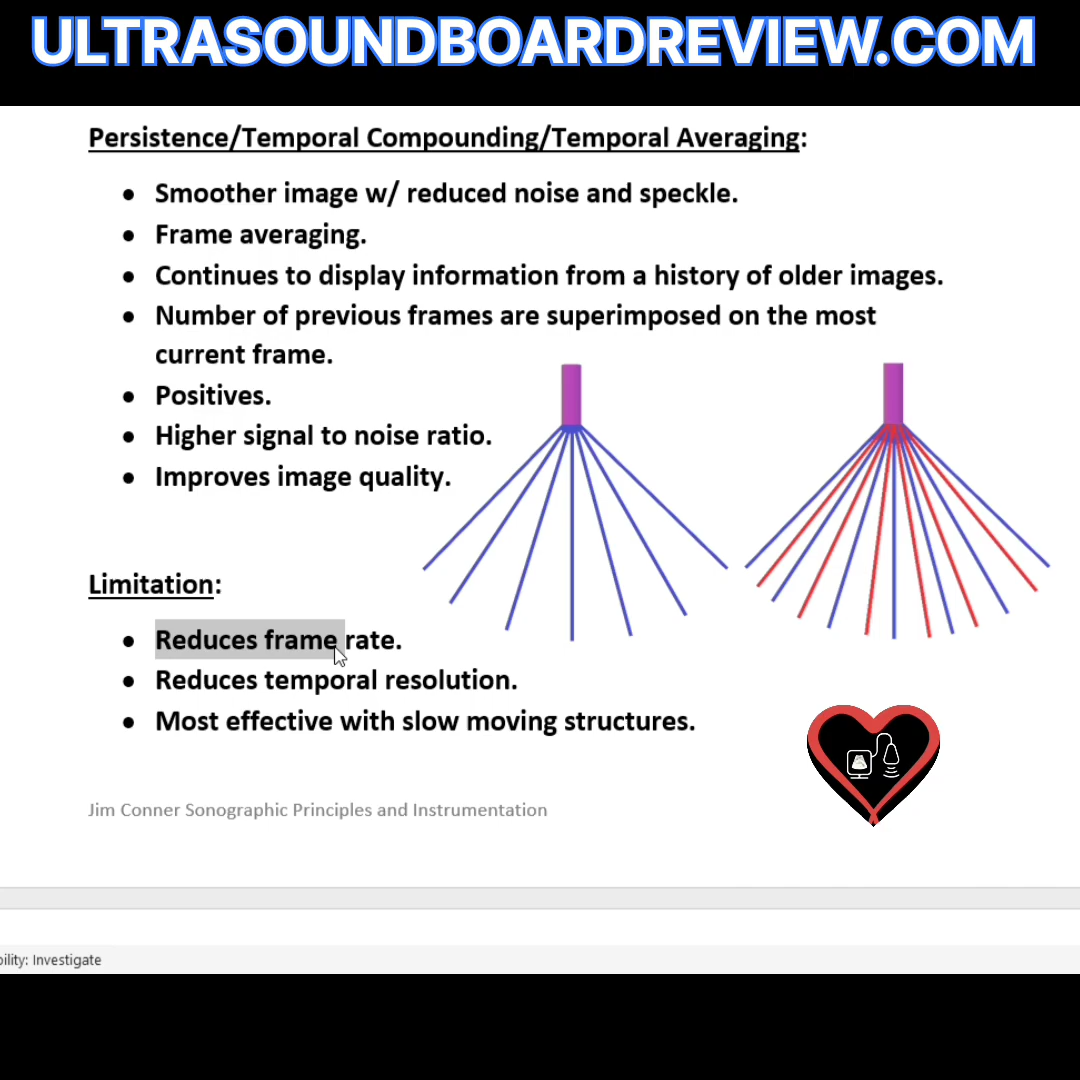 ULTRASOUNDBOARDREVIEW.COM
Persistence/Temporal Compounding/Temporal Averaging:
• Smoother image w/ reduced noise and speckle.
• Frame averaging.
• Continues to display information from a history of older images.
• Number of previous frames are superimposed on the most
current frame.
• Positives.
• Higher signal to noise ratio.
• Improves image quality.
Limitation:
• Reduces frame rate.
• Reduces temporal resolution.
• Most effective with slow moving structures.
Jim Conner Sonographic Principles and Instrumentation
bility: Investigate